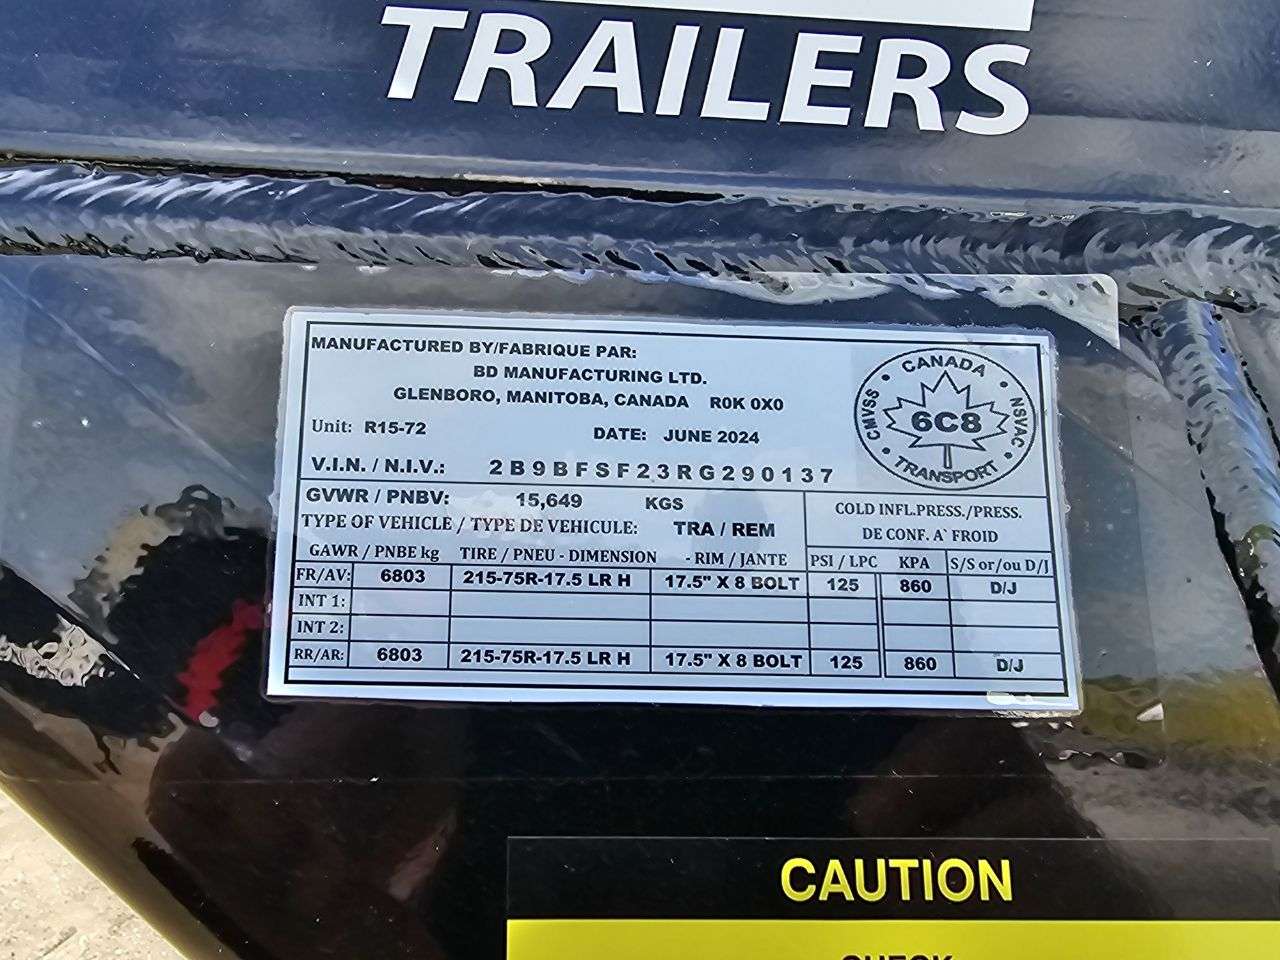 TRAILERS
MANUFACTURED BY/FABRIQUE PAR:
BD MANUFACTURING LTD.
GLENBORO, MANITOBA, CANADA R0K 0X0
Unit: R15-72 DATE: JUNE 2024
V.I.N. / N.I.V.: 2B9BFSF23RG290137
CANADA
CMVSS 6C8 NSVAC
TRANSPORT
GVWR / PNBV: 15,649 KGS
COLD INFL.PRESS./PRESS.
DE CONF. A` FROID
TYPE OF VEHICLE / TYPE DE VEHICULE: TRA / REM
GAWR / PNBE kg TIRE / PNEU - DIMENSION - RIM / JANTE PSI / LPC KPA S/S or/ou D/J
FR/AV: 6803 215-75R-17.5 LR H 17.5" X 8 BOLT 125 860 D/J
INT 1:
INT 2:
RR/AR: 6803 215-75R-17.5 LR H 17.5" X 8 BOLT 125 860 D/J
CAUTION
CHECK